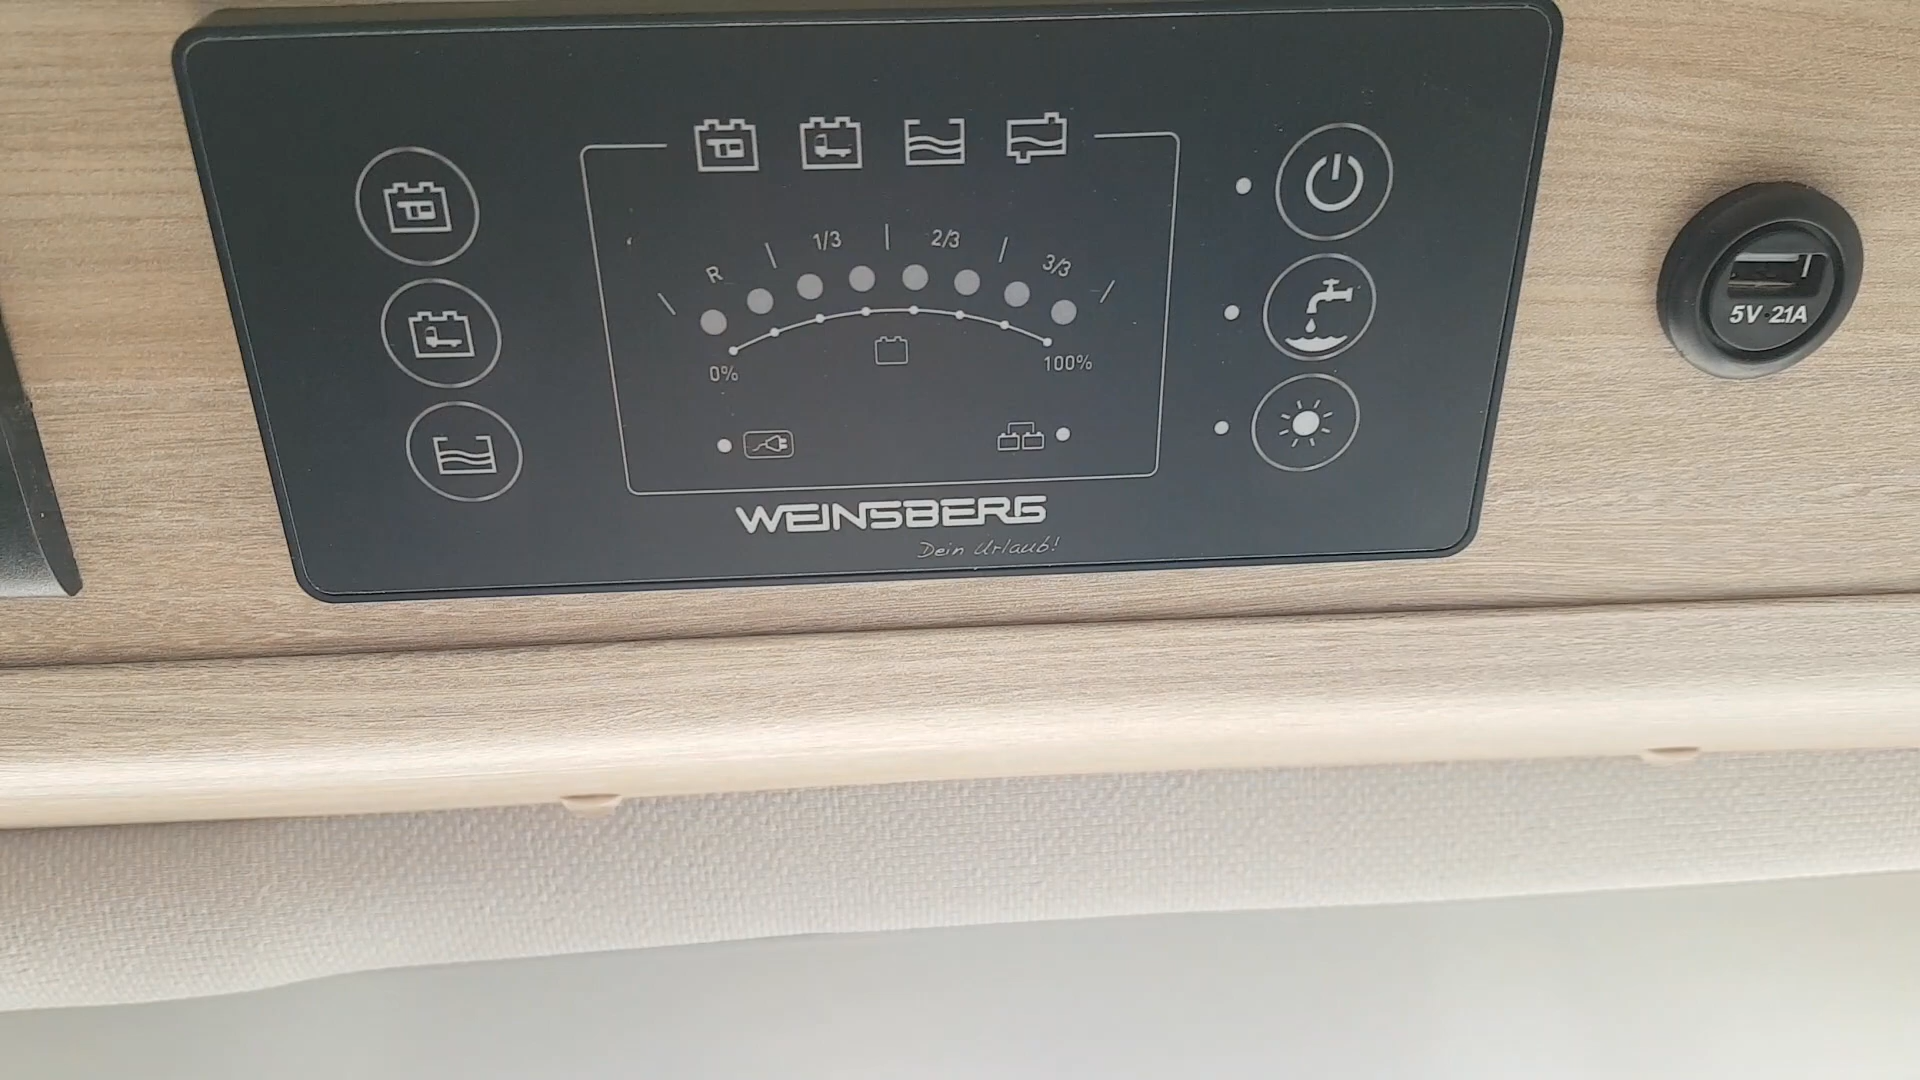 R
1/3
2/3
3/3
0%
100%
WEINSBERG
Dein Urlaub!
5V 2.1A